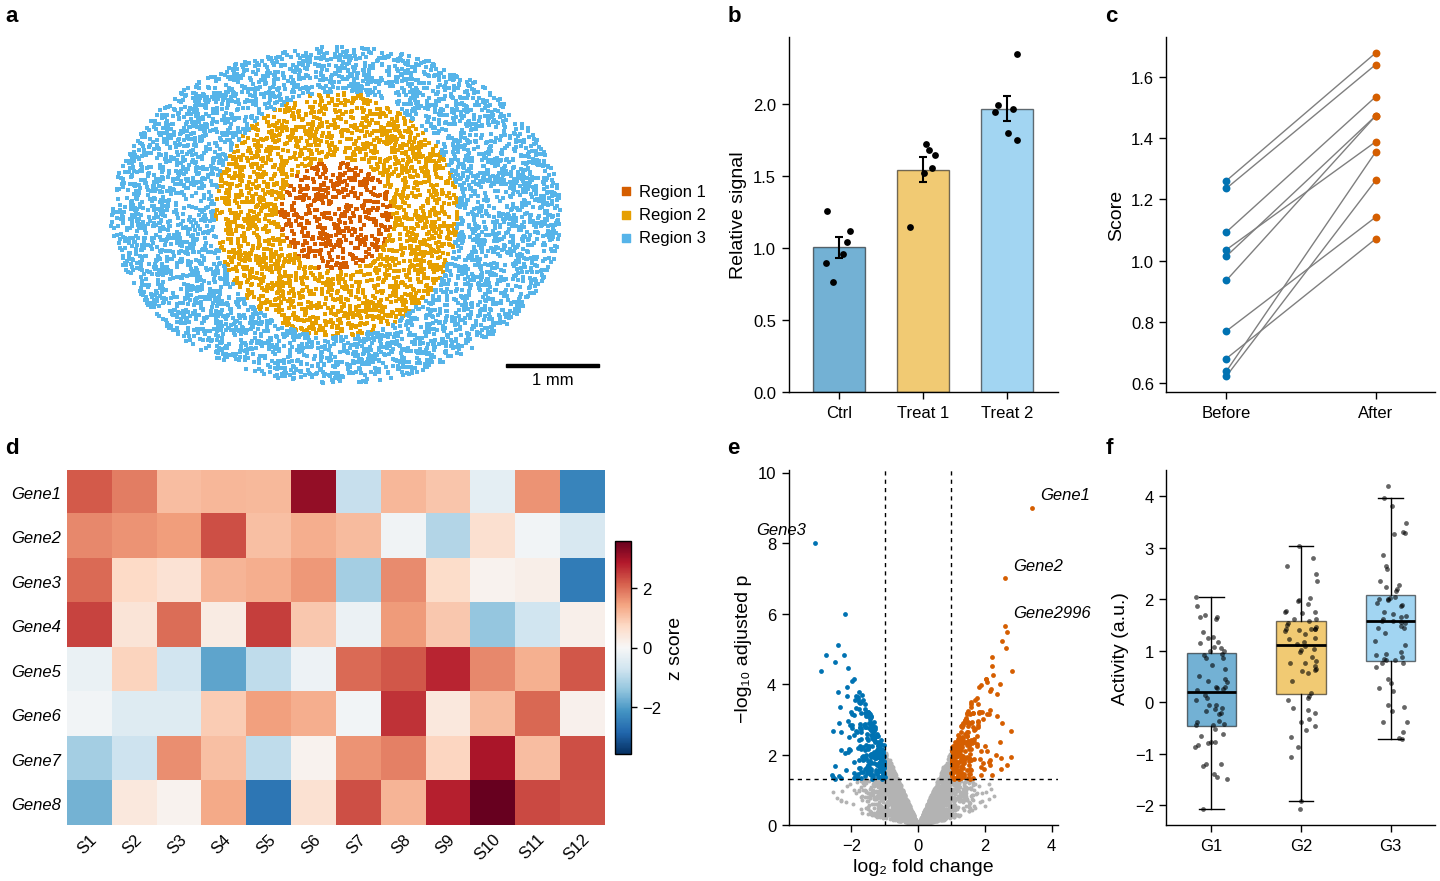 a
Region 1
Region 2
Region 3
1 mm
b
Relative signal
2.0
1.5
1.0
0.5
0.0
Ctrl
Treat 1
Treat 2
c
Score
1.6
1.4
1.2
1.0
0.8
0.6
Before
After
d
Gene1
Gene2
Gene3
Gene4
Gene5
Gene6
Gene7
Gene8
S1
S2
S3
S4
S5
S6
S7
S8
S9
S10
S11
S12
2
0
−2
z score
e
−log₁₀ adjusted p
10
8
6
4
2
0
Gene1
Gene3
Gene2
Gene2996
−2
0
2
4
log₂ fold change
f
Activity (a.u.)
4
3
2
1
0
−1
−2
G1
G2
G3